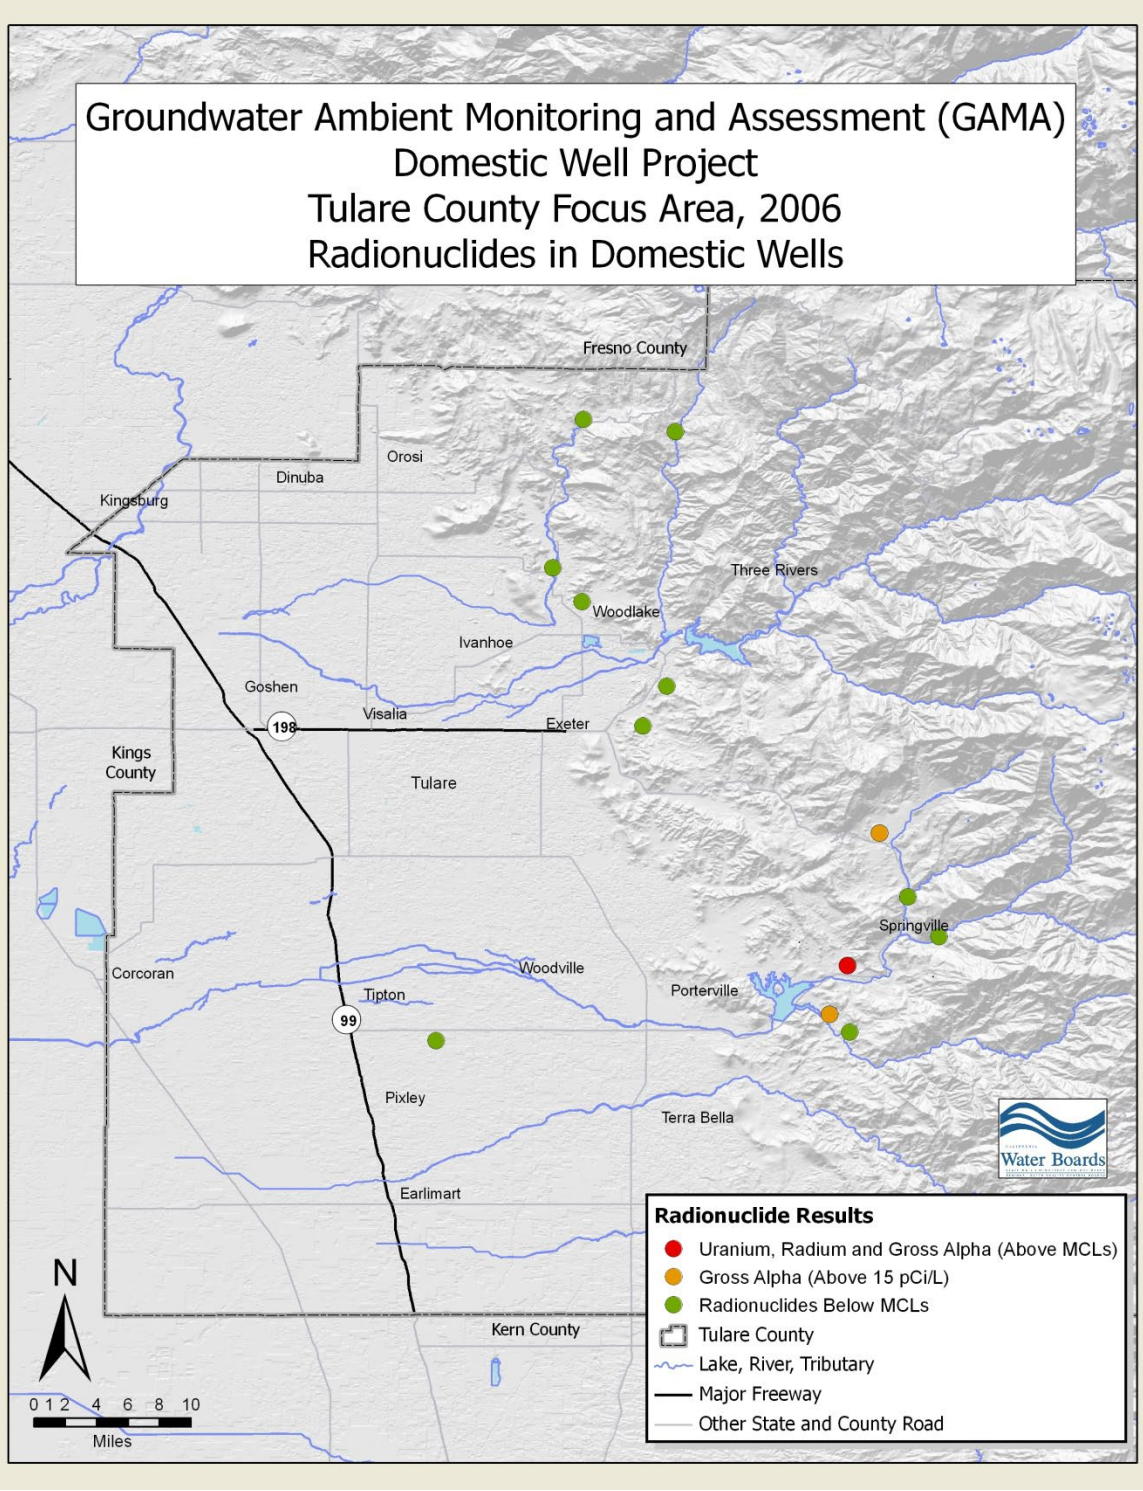 Groundwater Ambient Monitoring and Assessment (GAMA)
Domestic Well Project
Tulare County Focus Area, 2006
Radionuclides in Domestic Wells
Fresno County
Orosi
Dinuba
Kingsburg
Three Rivers
Woodlake
Ivanhoe
Goshen
Visalia
198
Exeter
Kings
County
Tulare
Springville
Corcoran
Woodville
Tipton
Porterville
99
Pixley
Terra Bella
CALIFORNIA
Water Boards
Earlimart
Radionuclide Results
Uranium, Radium and Gross Alpha (Above MCLs)
Gross Alpha (Above 15 pCi/L)
Radionuclides Below MCLs
Tulare County
Lake, River, Tributary
Major Freeway
Other State and County Road
Kern County
N
0 1 2 4 6 8 10
Miles